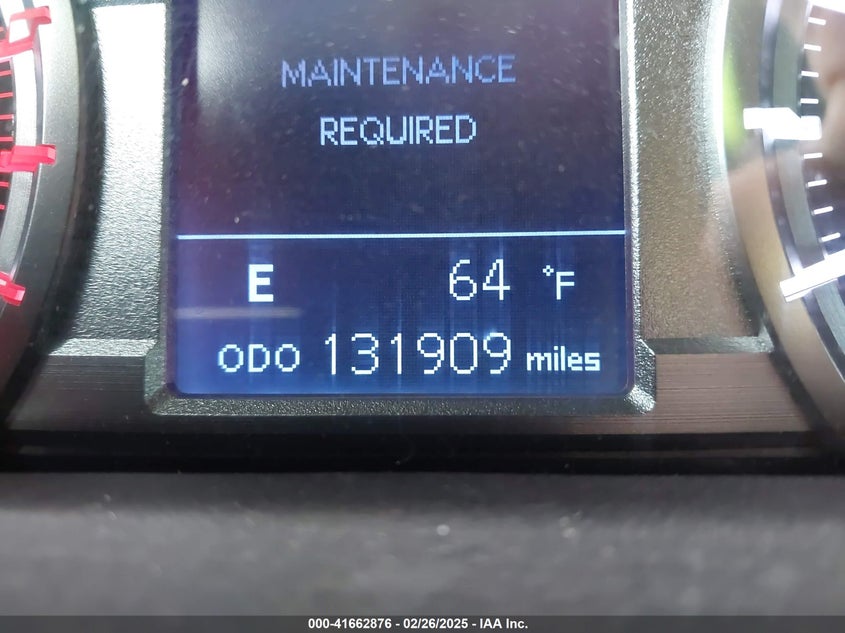 MAINTENANCE
REQUIRED
E 64 °F
ODO 131909 miles
000-41662876 - 02/26/2025 - IAA Inc.